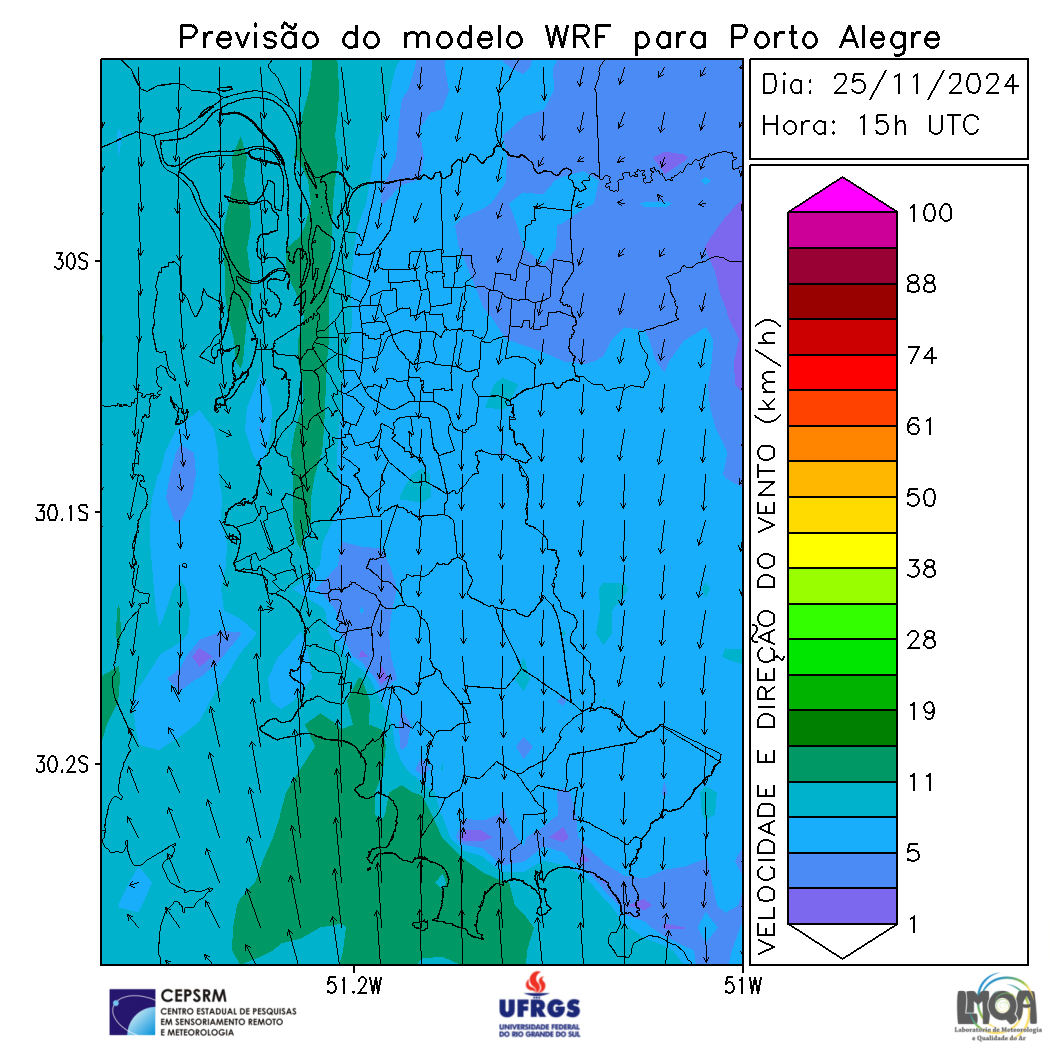 Previsão do modelo WRF para Porto Alegre
Dia: 25/11/2024
Hora: 15h UTC
30S
30.1S
30.2S
51.2W
51W
VELOCIDADE E DIREÇÃO DO VENTO (km/h)
100
88
74
61
50
38
28
19
11
5
1
CEPSRM
CENTRO ESTADUAL DE PESQUISAS
EM SENSORIAMENTO REMOTO
E METEOROLOGIA
UFRGS
UNIVERSIDADE FEDERAL
DO RIO GRANDE DO SUL
LMQA
Laboratório de Meteorologia
e Qualidade do Ar